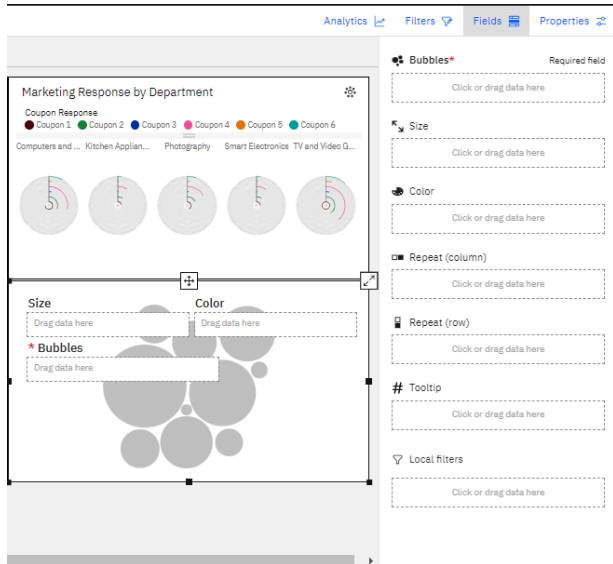 Analytics Filters Fields Properties
Marketing Response by Department
Coupon Response
Coupon 1 Coupon 2 Coupon 3 Coupon 4 Coupon 5 Coupon 6
Computers and ... Kitchen Applian... Photography Smart Electronics TV and Video G...
Size Color
Drag data here Drag data here
* Bubbles
Drag data here
Bubbles* Required field
Click or drag data here
Size
Click or drag data here
Color
Click or drag data here
Repeat (column)
Click or drag data here
Repeat (row)
Click or drag data here
# Tooltip
Click or drag data here
Local filters
Click or drag data here